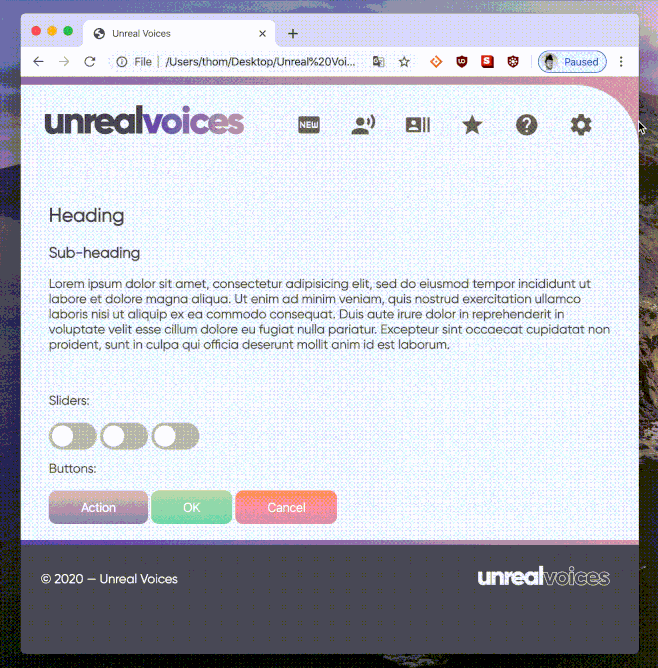 Unreal Voices
File | /Users/thom/Desktop/Unreal%20Voi... Paused
unrealvoices
NEW
Heading
Sub-heading
Lorem ipsum dolor sit amet, consectetur adipisicing elit, sed do eiusmod tempor incididunt ut
labore et dolore magna aliqua. Ut enim ad minim veniam, quis nostrud exercitation ullamco
laboris nisi ut aliquip ex ea commodo consequat. Duis aute irure dolor in reprehenderit in
voluptate velit esse cillum dolore eu fugiat nulla pariatur. Excepteur sint occaecat cupidatat non
proident, sunt in culpa qui officia deserunt mollit anim id est laborum.
Sliders:
Buttons:
Action OK Cancel
© 2020 — Unreal Voices unrealvoices